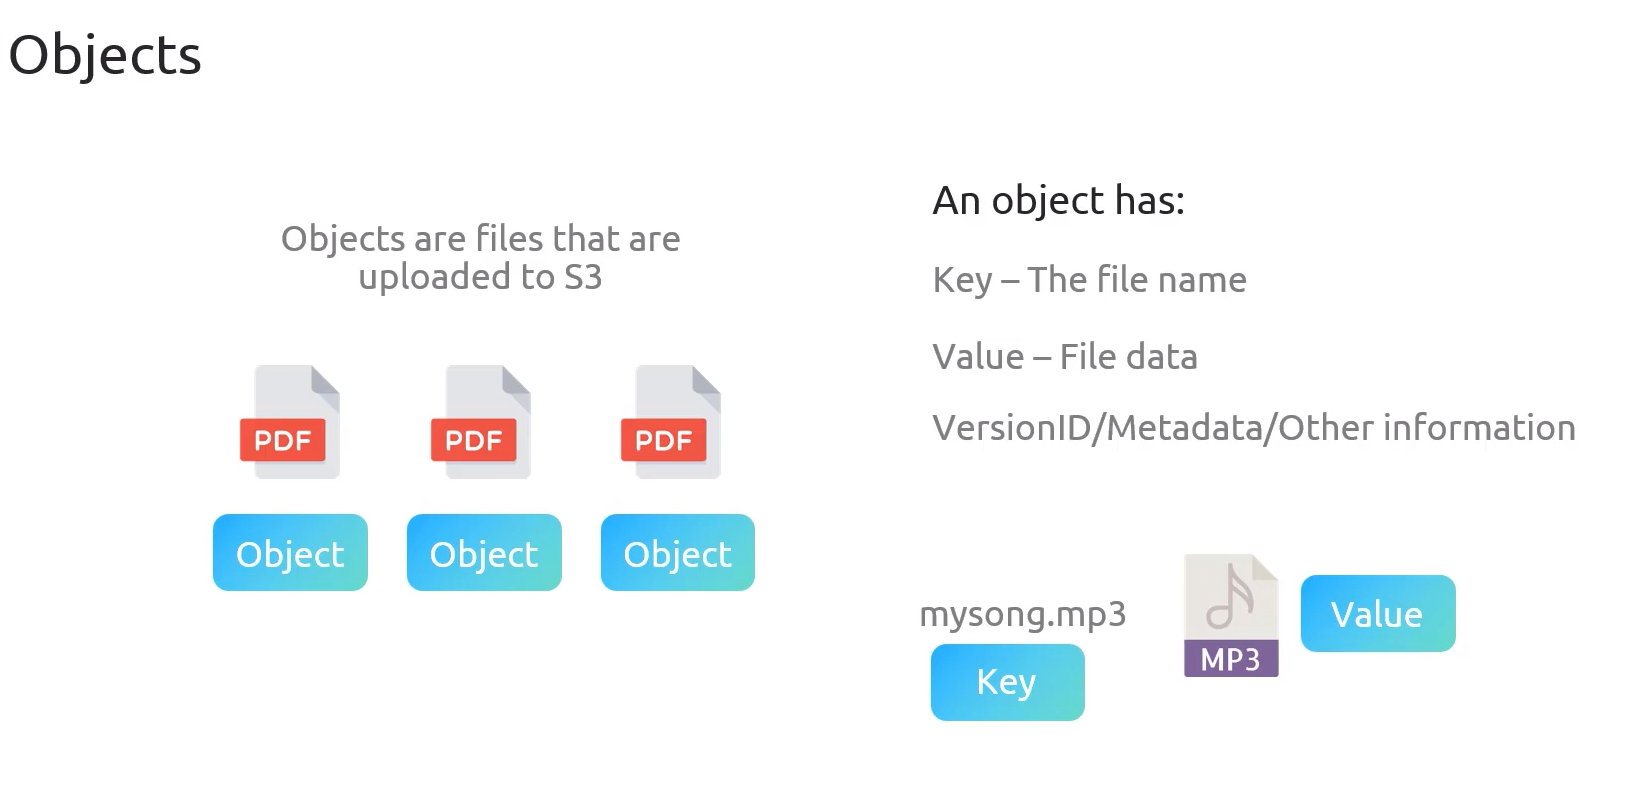 Objects
Objects are files that are
uploaded to S3
PDF
PDF
PDF
Object
Object
Object
An object has:
Key – The file name
Value – File data
VersionID/Metadata/Other information
mysong.mp3
Key
MP3
Value